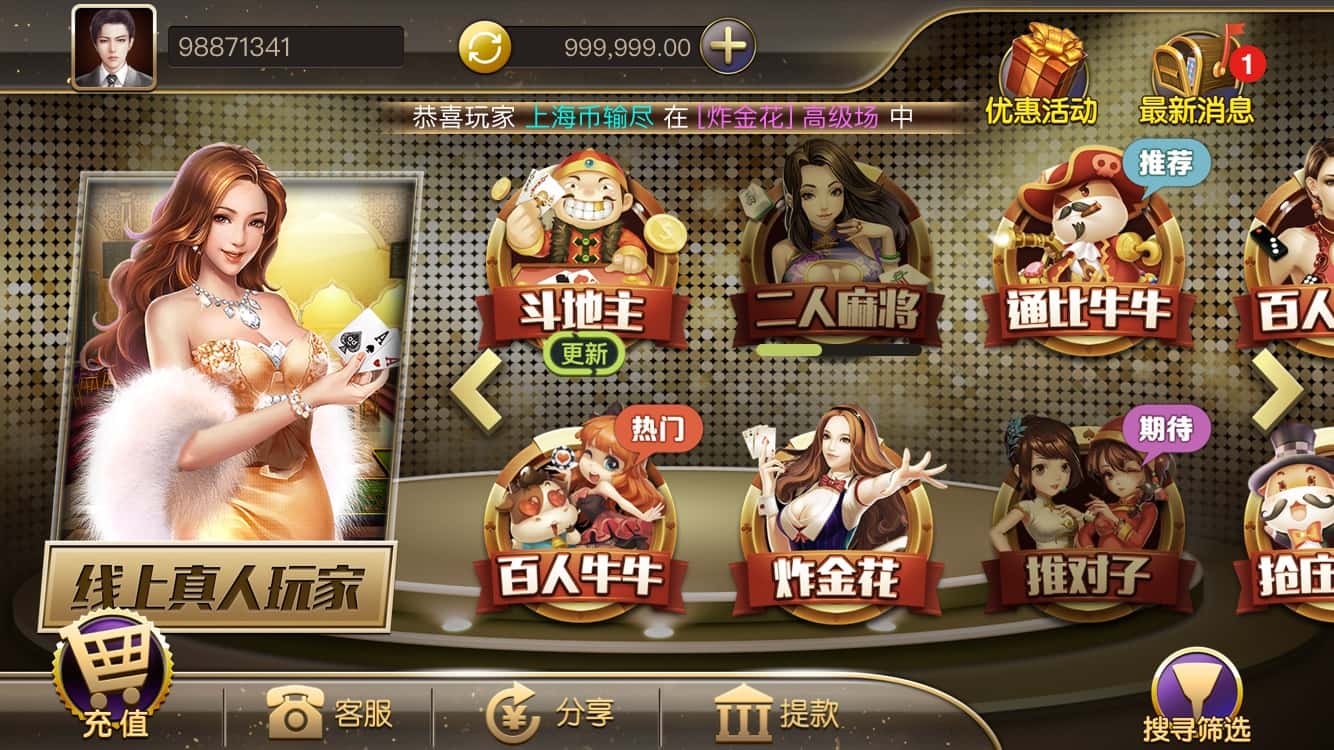 98871341
999,999.00
1
优惠活动
最新消息
恭喜玩家 上海币输尽 在 [炸金花] 高级场 中
推荐
斗地主
二人麻将
通比牛牛
百人
更新
热门
期待
百人牛牛
炸金花
推对子
抢庄
线上真人玩家
充值
客服
分享
提款
搜寻筛选